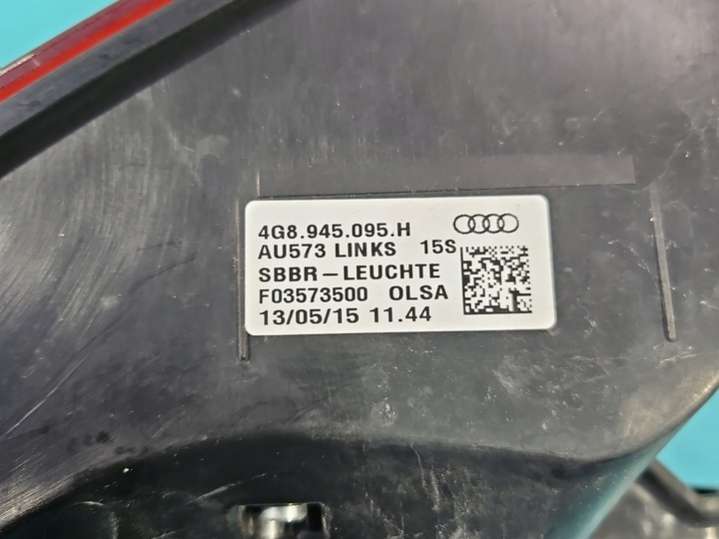 4G8.945.095.H
AU573 LINKS 15S
SBBR-LEUCHTE
F03573500 OLSA
13/05/15 11.44